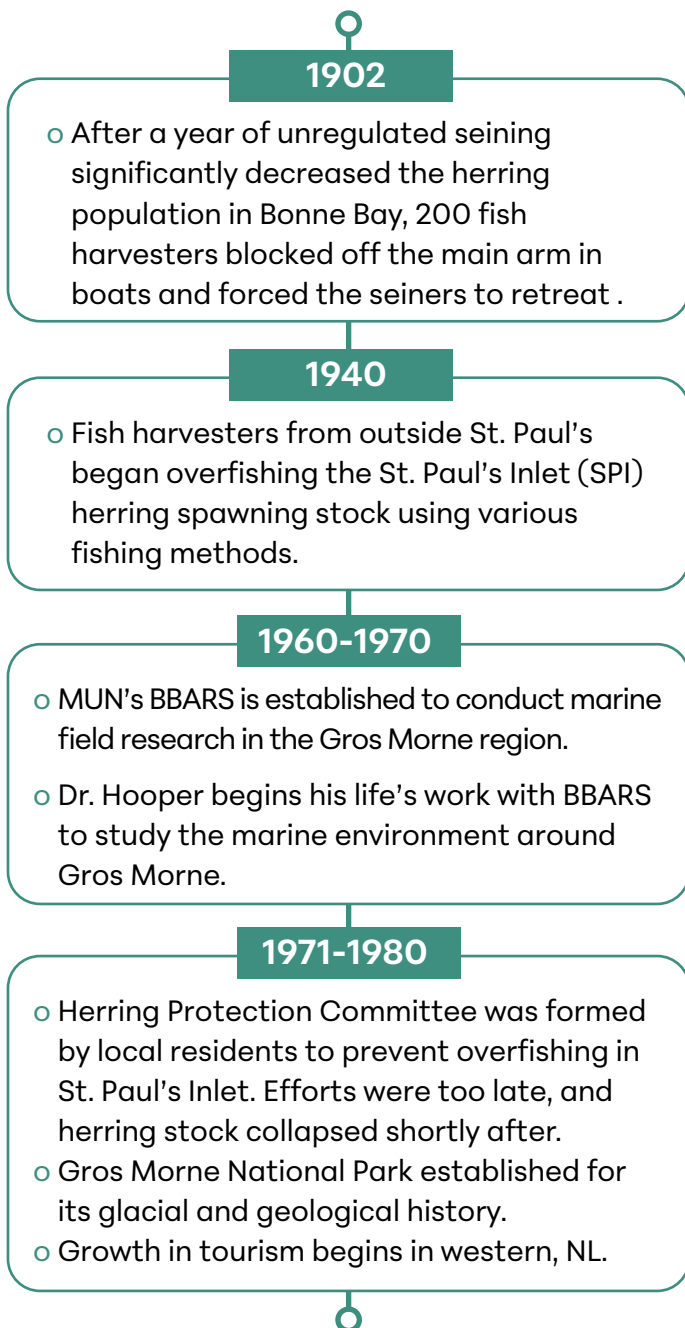 1902
o After a year of unregulated seining
significantly decreased the herring
population in Bonne Bay, 200 fish
harvesters blocked off the main arm in
boats and forced the seiners to retreat .
1940
o Fish harvesters from outside St. Paul’s
began overfishing the St. Paul’s Inlet (SPI)
herring spawning stock using various
fishing methods.
1960-1970
o MUN’s BBARS is established to conduct marine
field research in the Gros Morne region.
o Dr. Hooper begins his life’s work with BBARS
to study the marine environment around
Gros Morne.
1971-1980
o Herring Protection Committee was formed
by local residents to prevent overfishing in
St. Paul’s Inlet. Efforts were too late, and
herring stock collapsed shortly after.
o Gros Morne National Park established for
its glacial and geological history.
o Growth in tourism begins in western, NL.